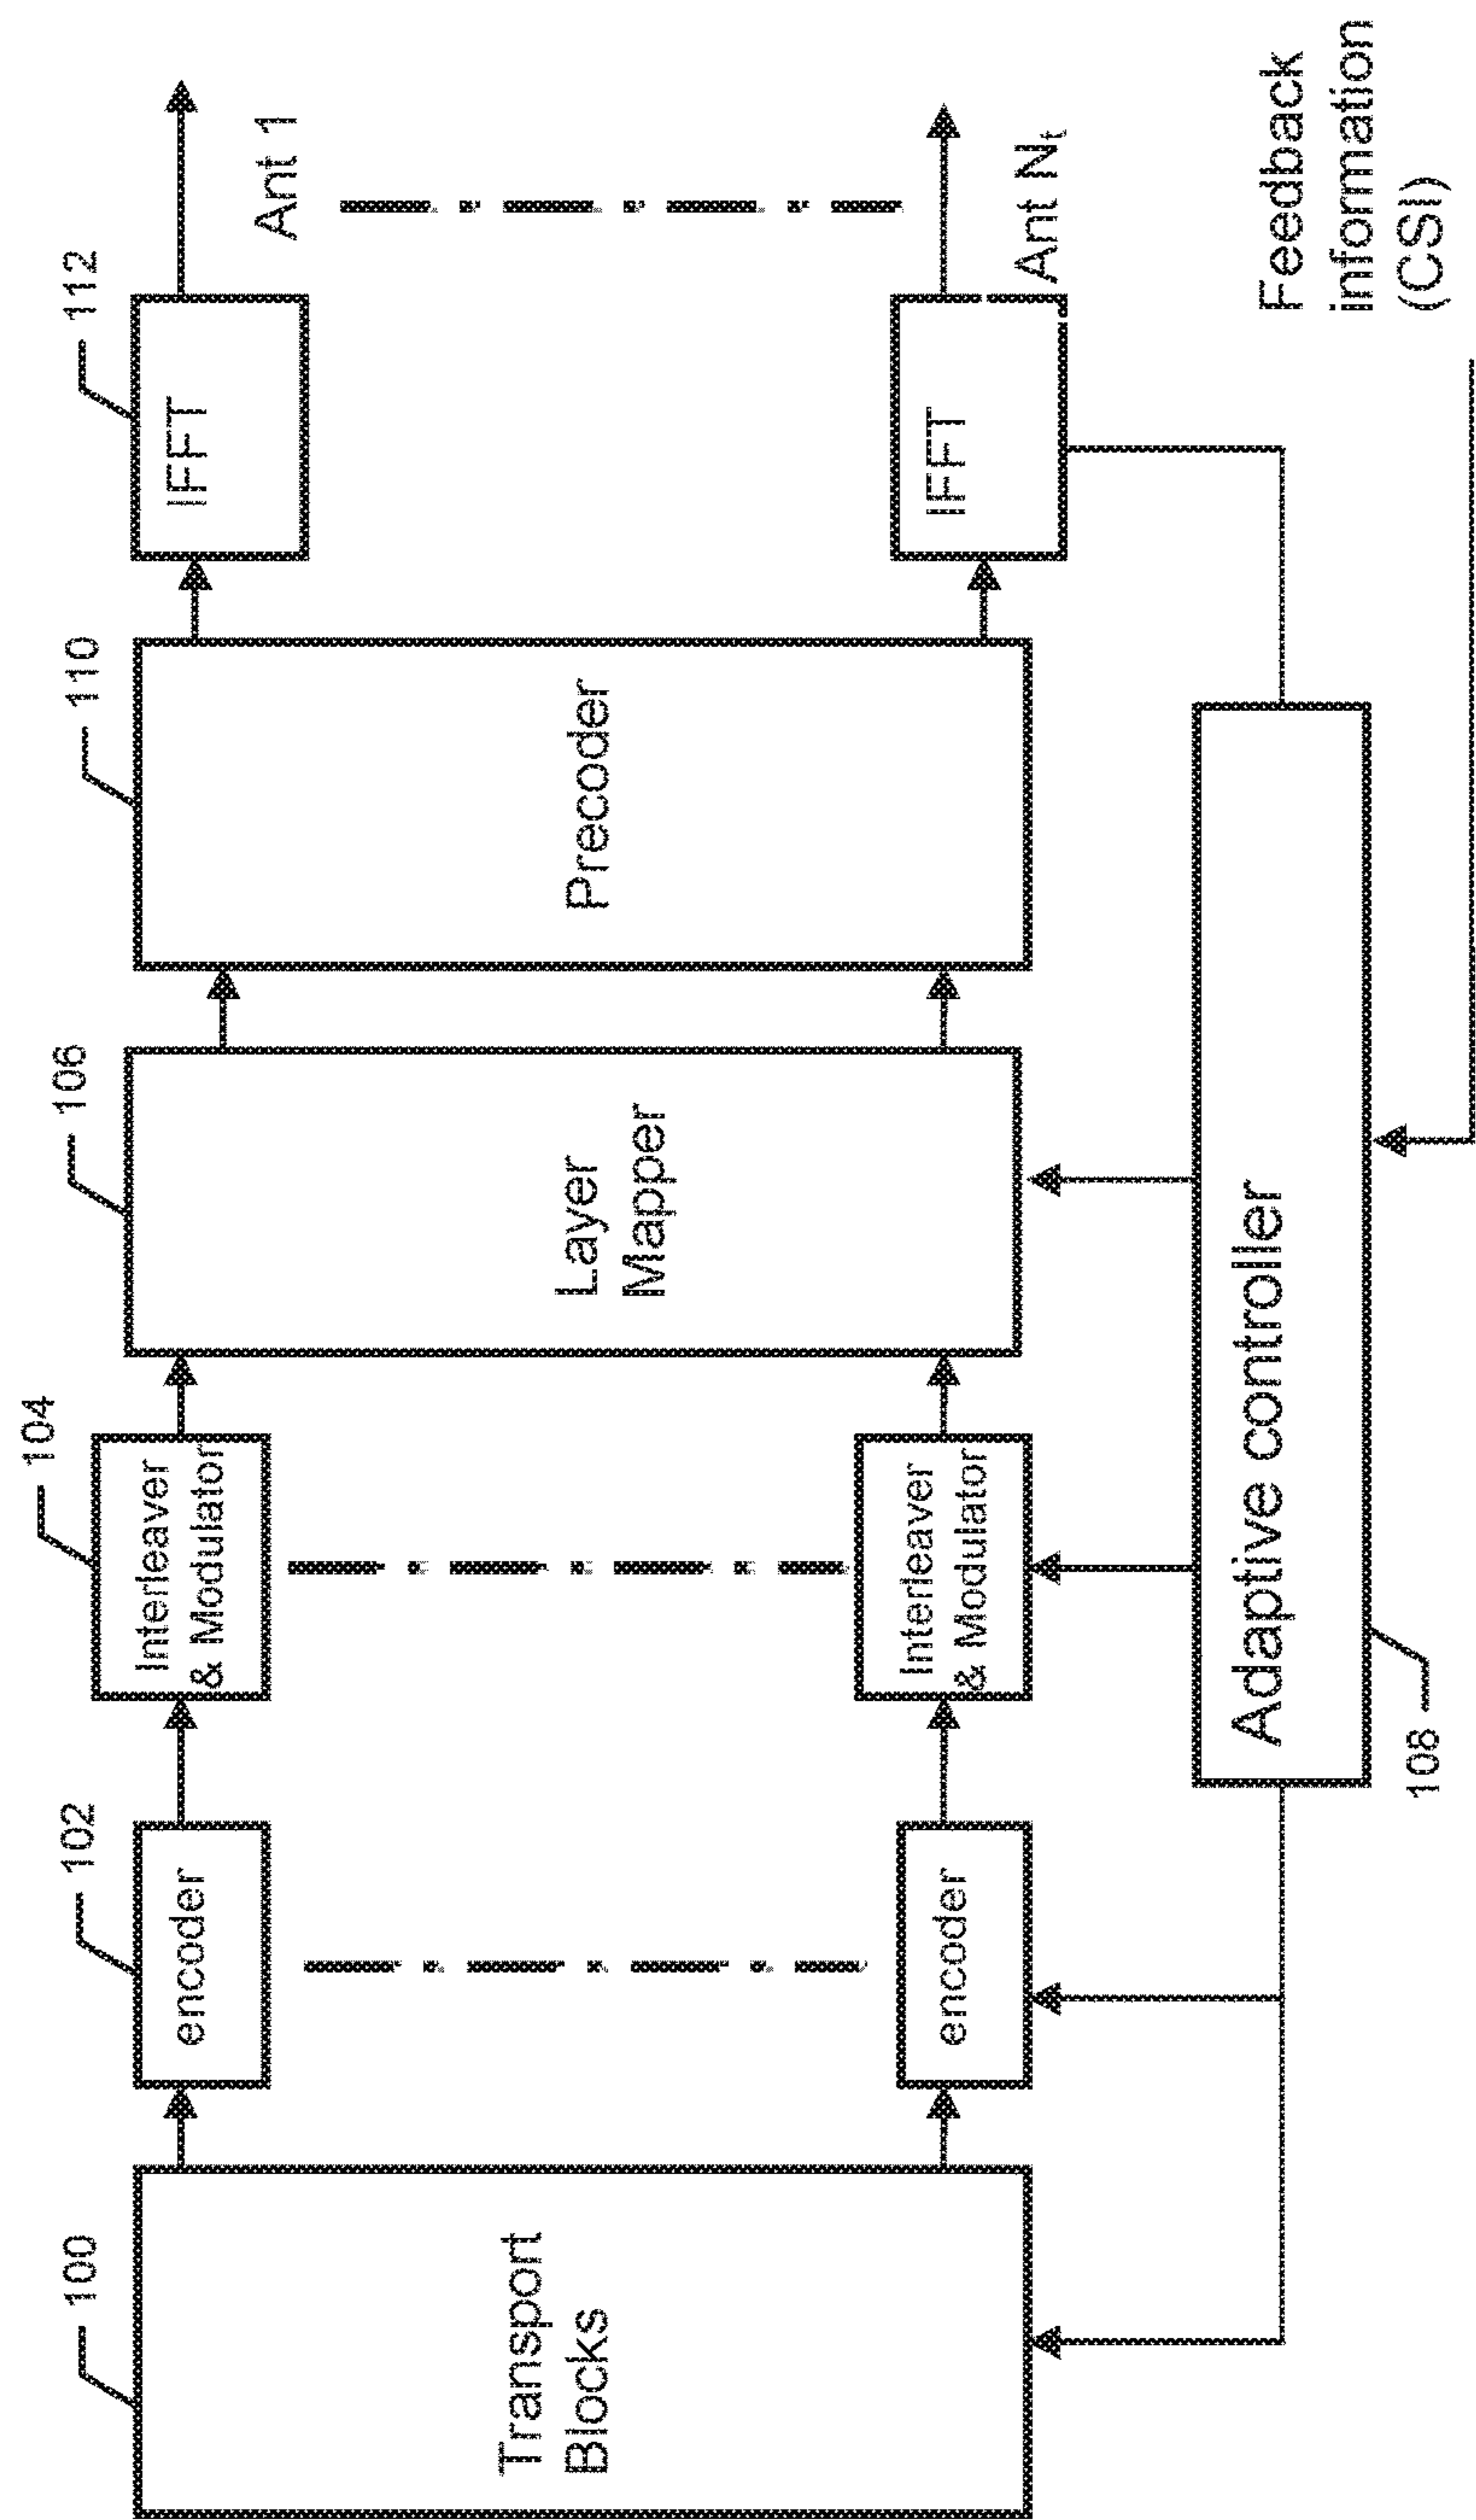 100
Transport
Blocks
102
encoder
encoder
104
Interleaver
& Modulator
Interleaver
& Modulator
106
Layer
Mapper
110
Precoder
112
IFFT
IFFT
Ant 1
Ant Nt
Adaptive controller
108
Feedback
information
(CSI)